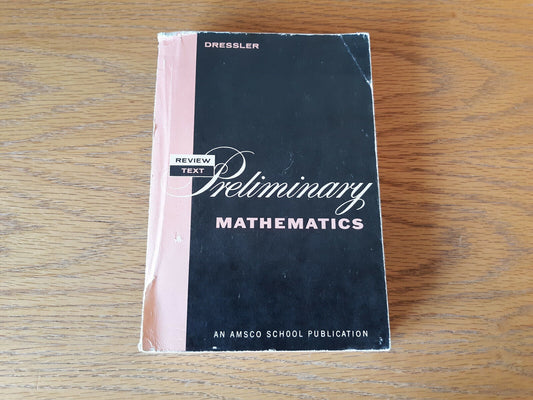 DRESSLER
REVIEW
TEXT
Preliminary
MATHEMATICS
AN AMSCO SCHOOL PUBLICATION